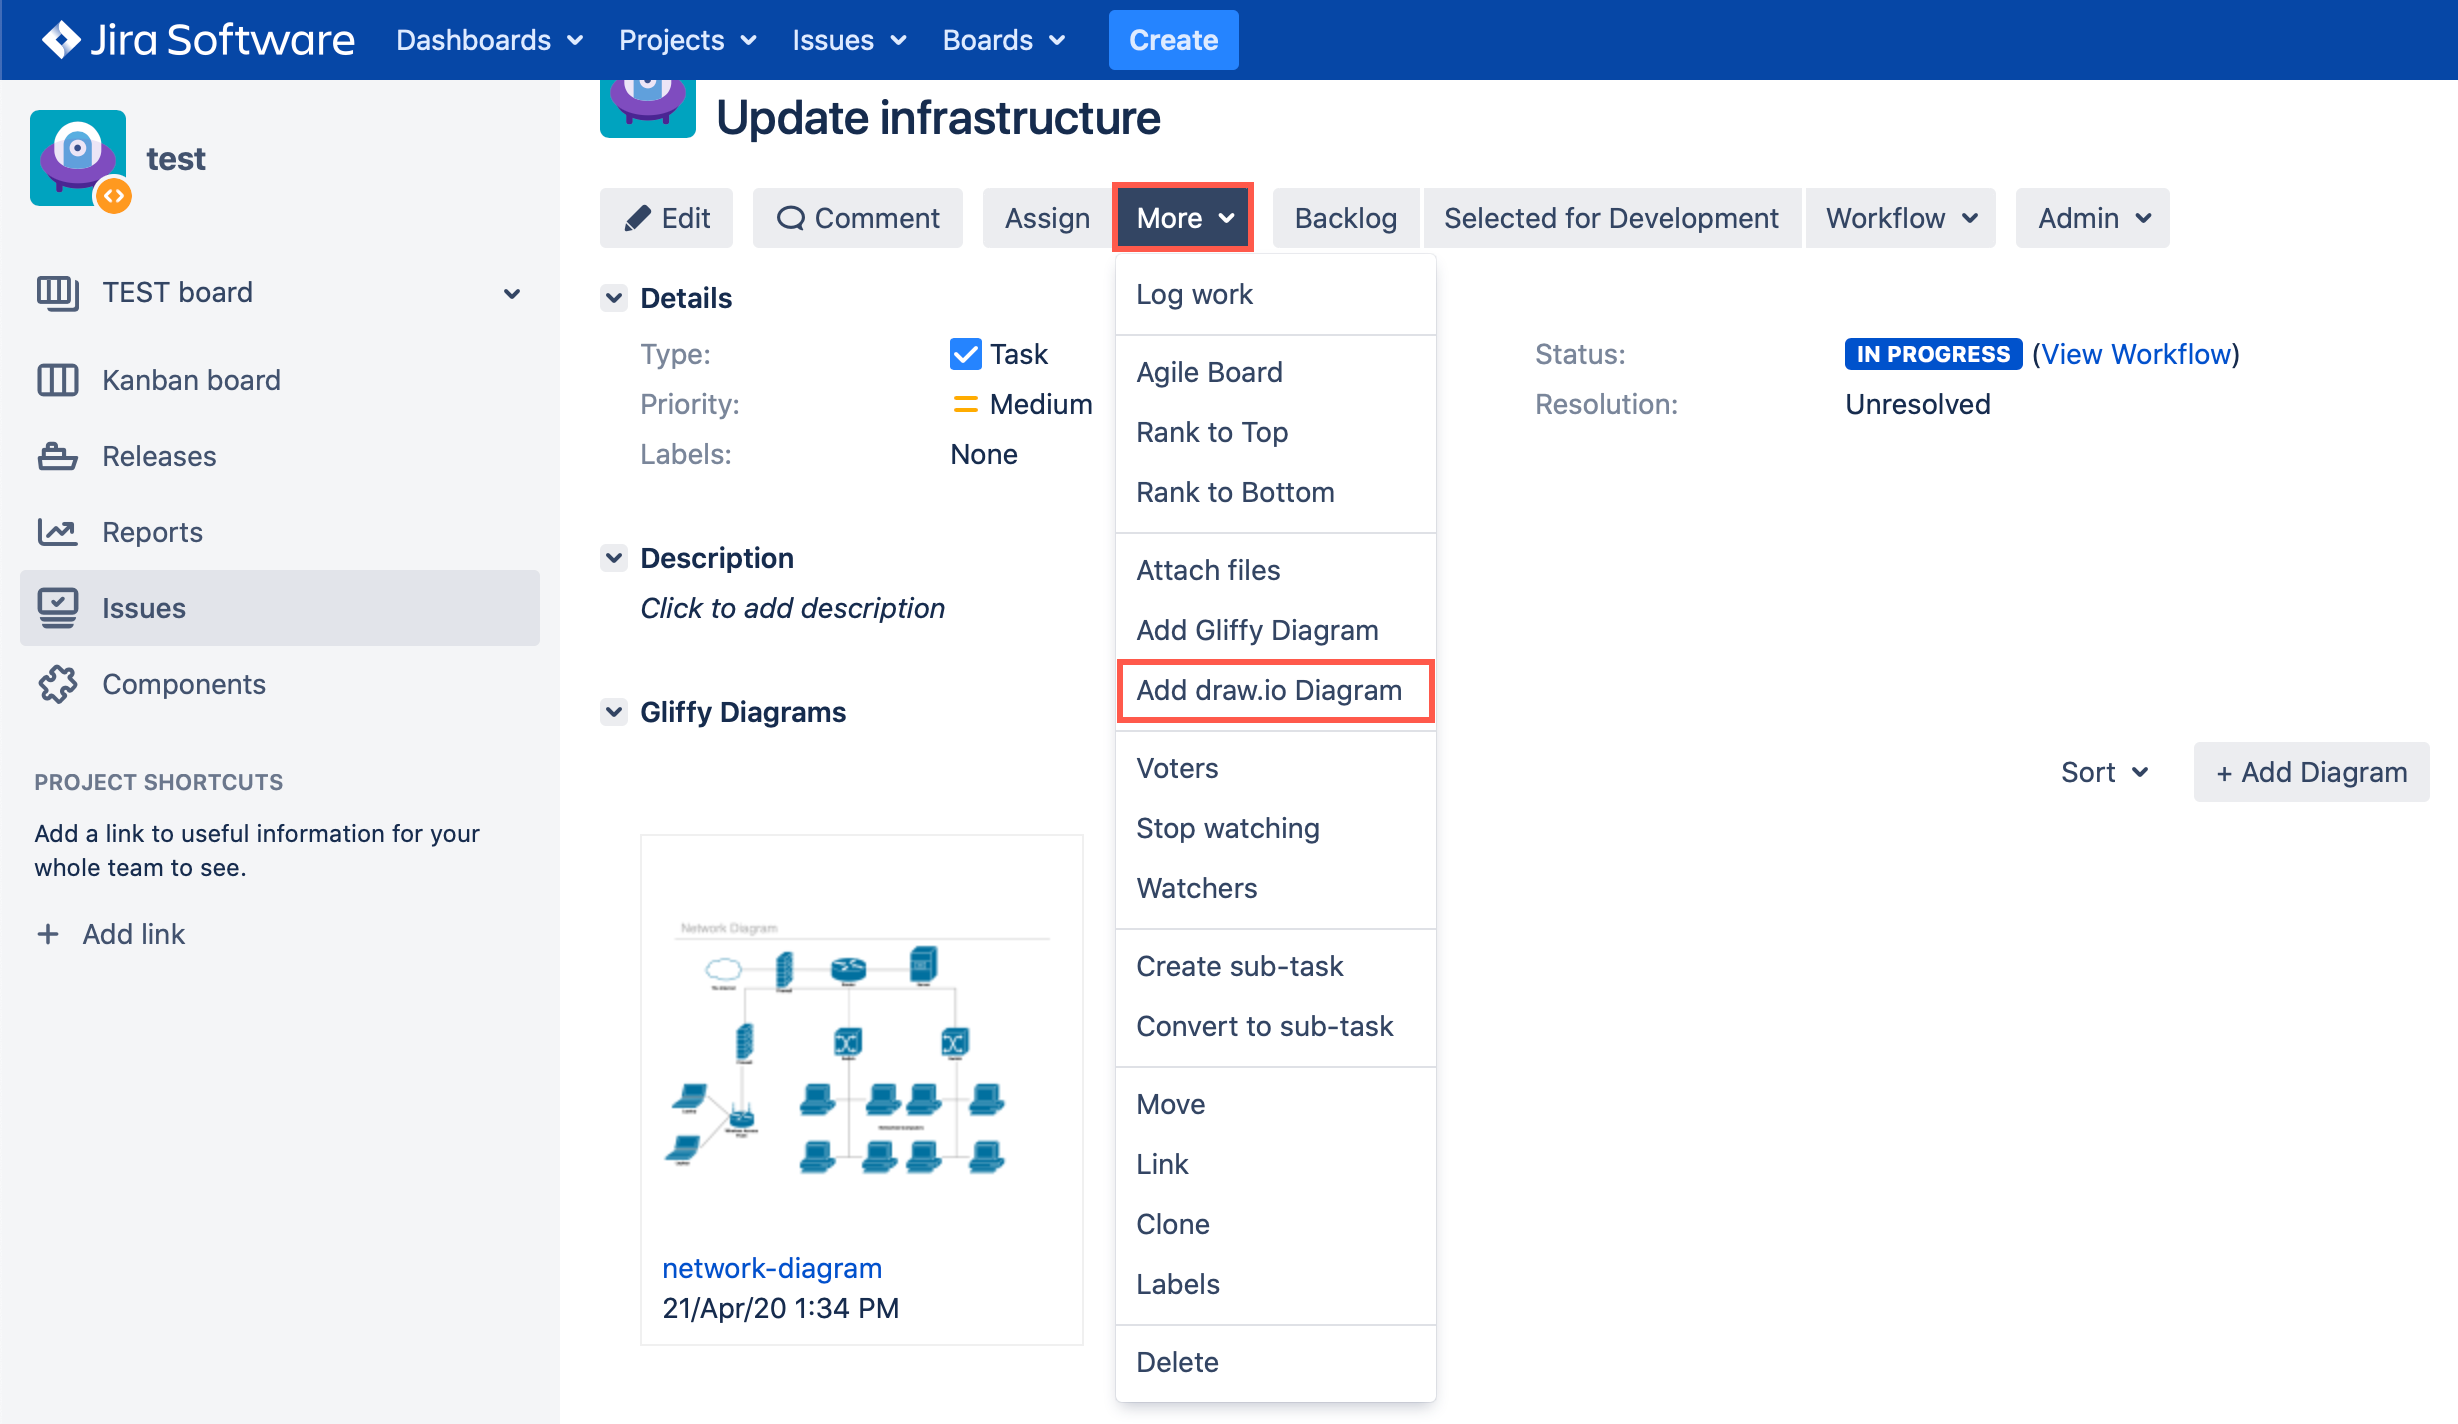 Jira Software Dashboards Projects Issues Boards Create
test
Update infrastructure
Edit Comment Assign More Backlog Selected for Development Workflow Admin
TEST board
Kanban board
Releases
Reports
Issues
Components
PROJECT SHORTCUTS
Add a link to useful information for your
whole team to see.
+ Add link
Details
Type: Task
Priority: Medium
Labels: None
Status: IN PROGRESS (View Workflow)
Resolution: Unresolved
Description
Click to add description
Gliffy Diagrams
Sort + Add Diagram
Network Diagram
network-diagram
21/Apr/20 1:34 PM
Log work
Agile Board
Rank to Top
Rank to Bottom
Attach files
Add Gliffy Diagram
Add draw.io Diagram
Voters
Stop watching
Watchers
Create sub-task
Convert to sub-task
Move
Link
Clone
Labels
Delete